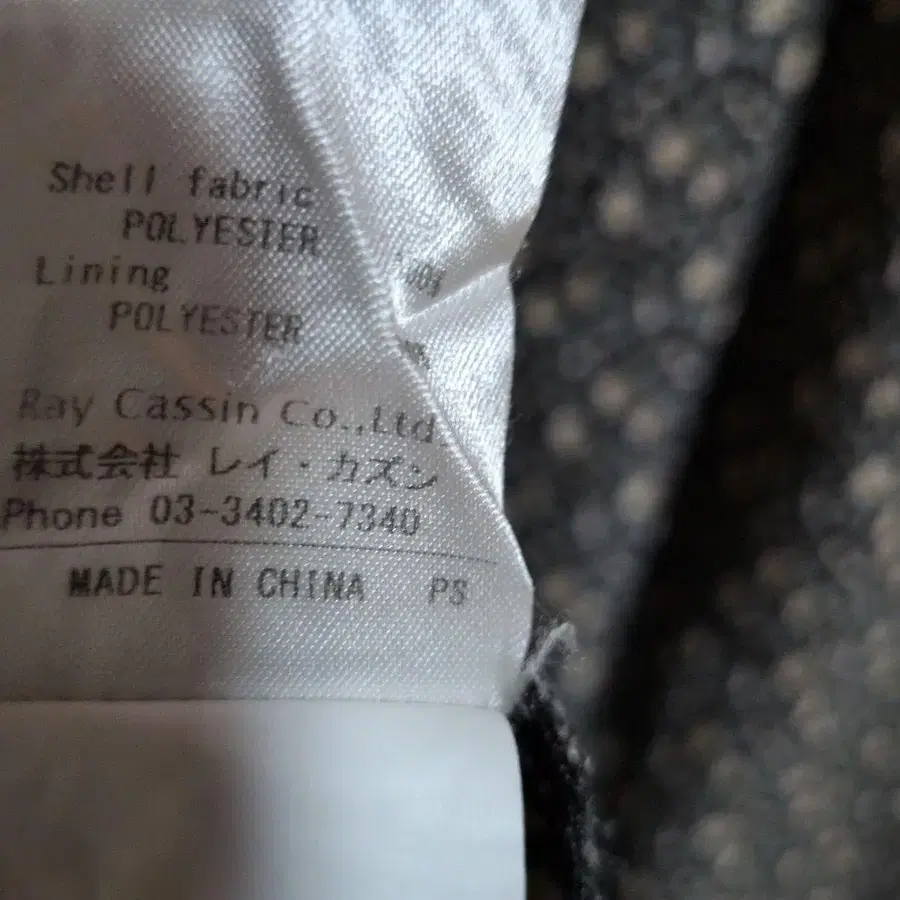 Shell fabric
POLYESTER
Lining
POLYESTER
Ray Cassin Co.,Ltd.
株式会社 レイ・カズン
Phone 03-3402-7340
MADE IN CHINA PS